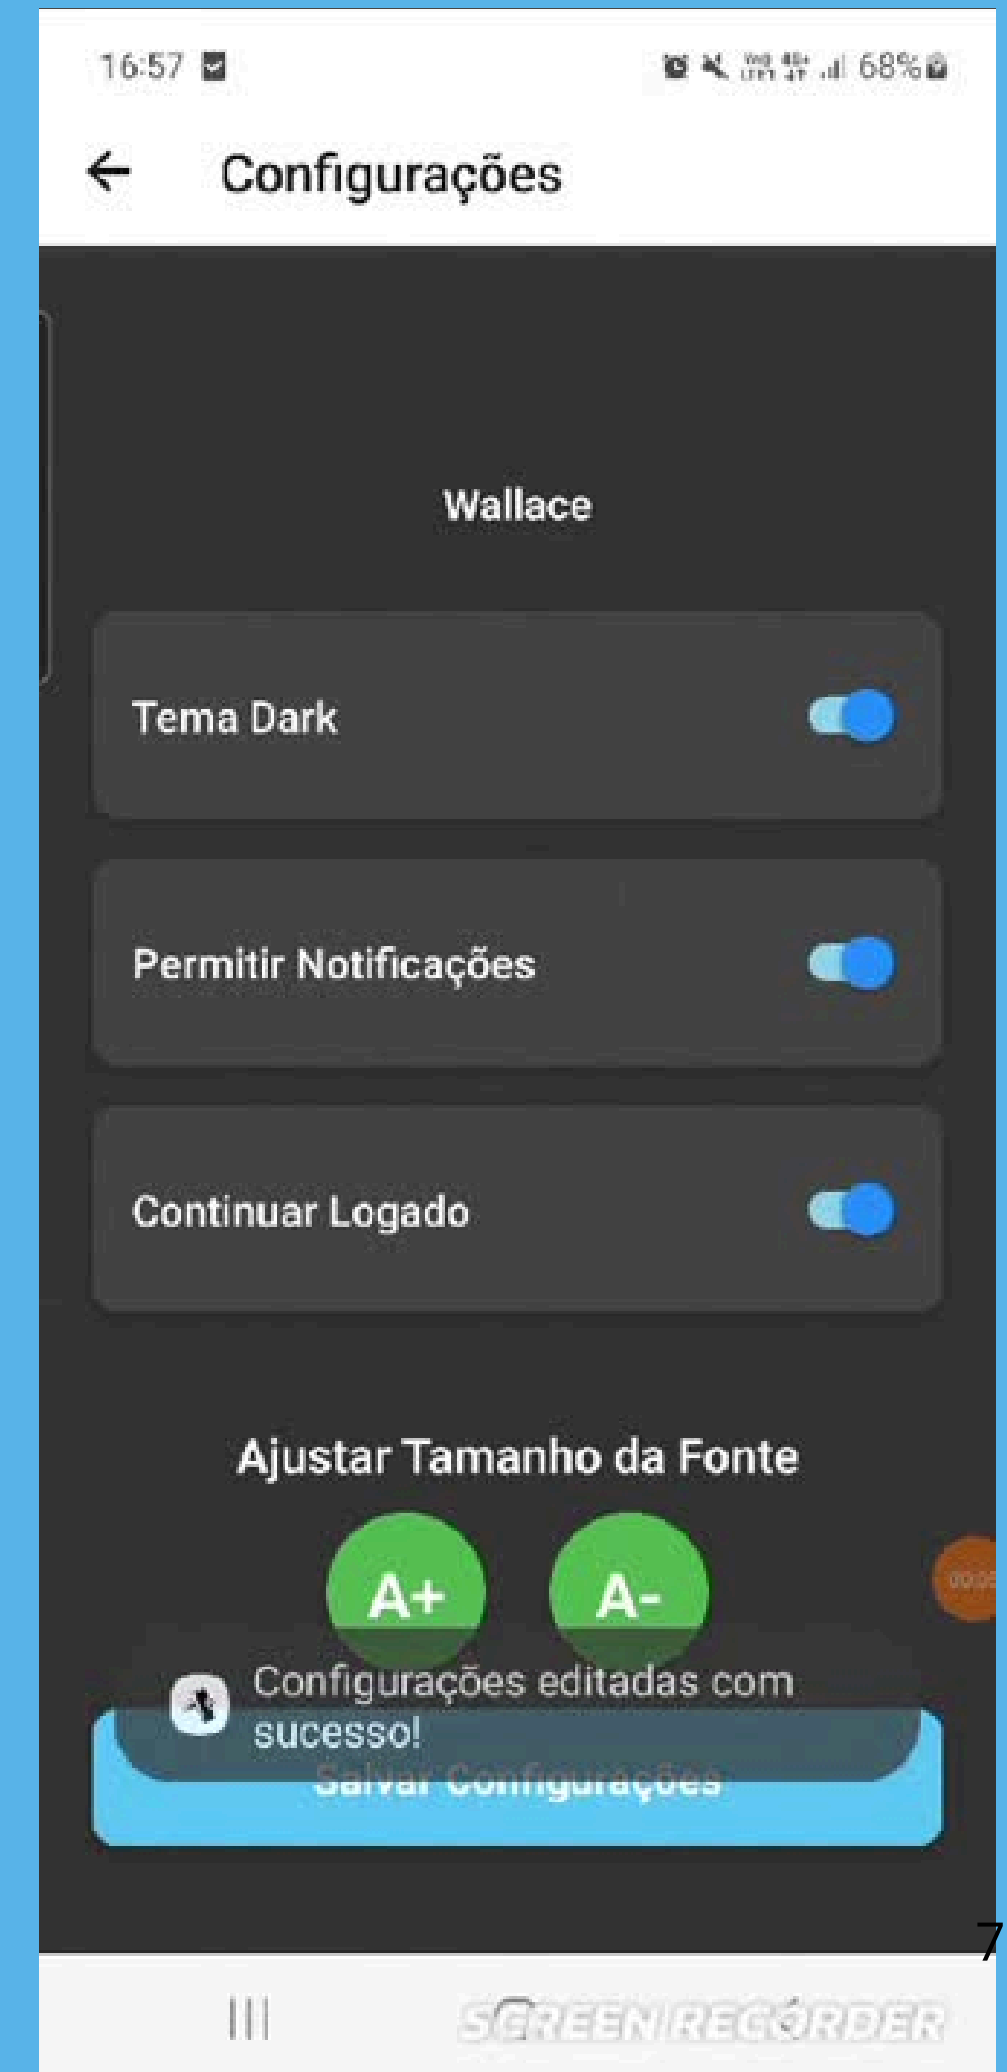 16:57 68%
Configurações
Wallace
Tema Dark
Permitir Notificações
Continuar Logado
Ajustar Tamanho da Fonte
A+ A-
Configurações editadas com
sucesso!
Salvar Configurações
7
SCREEN RECORDER